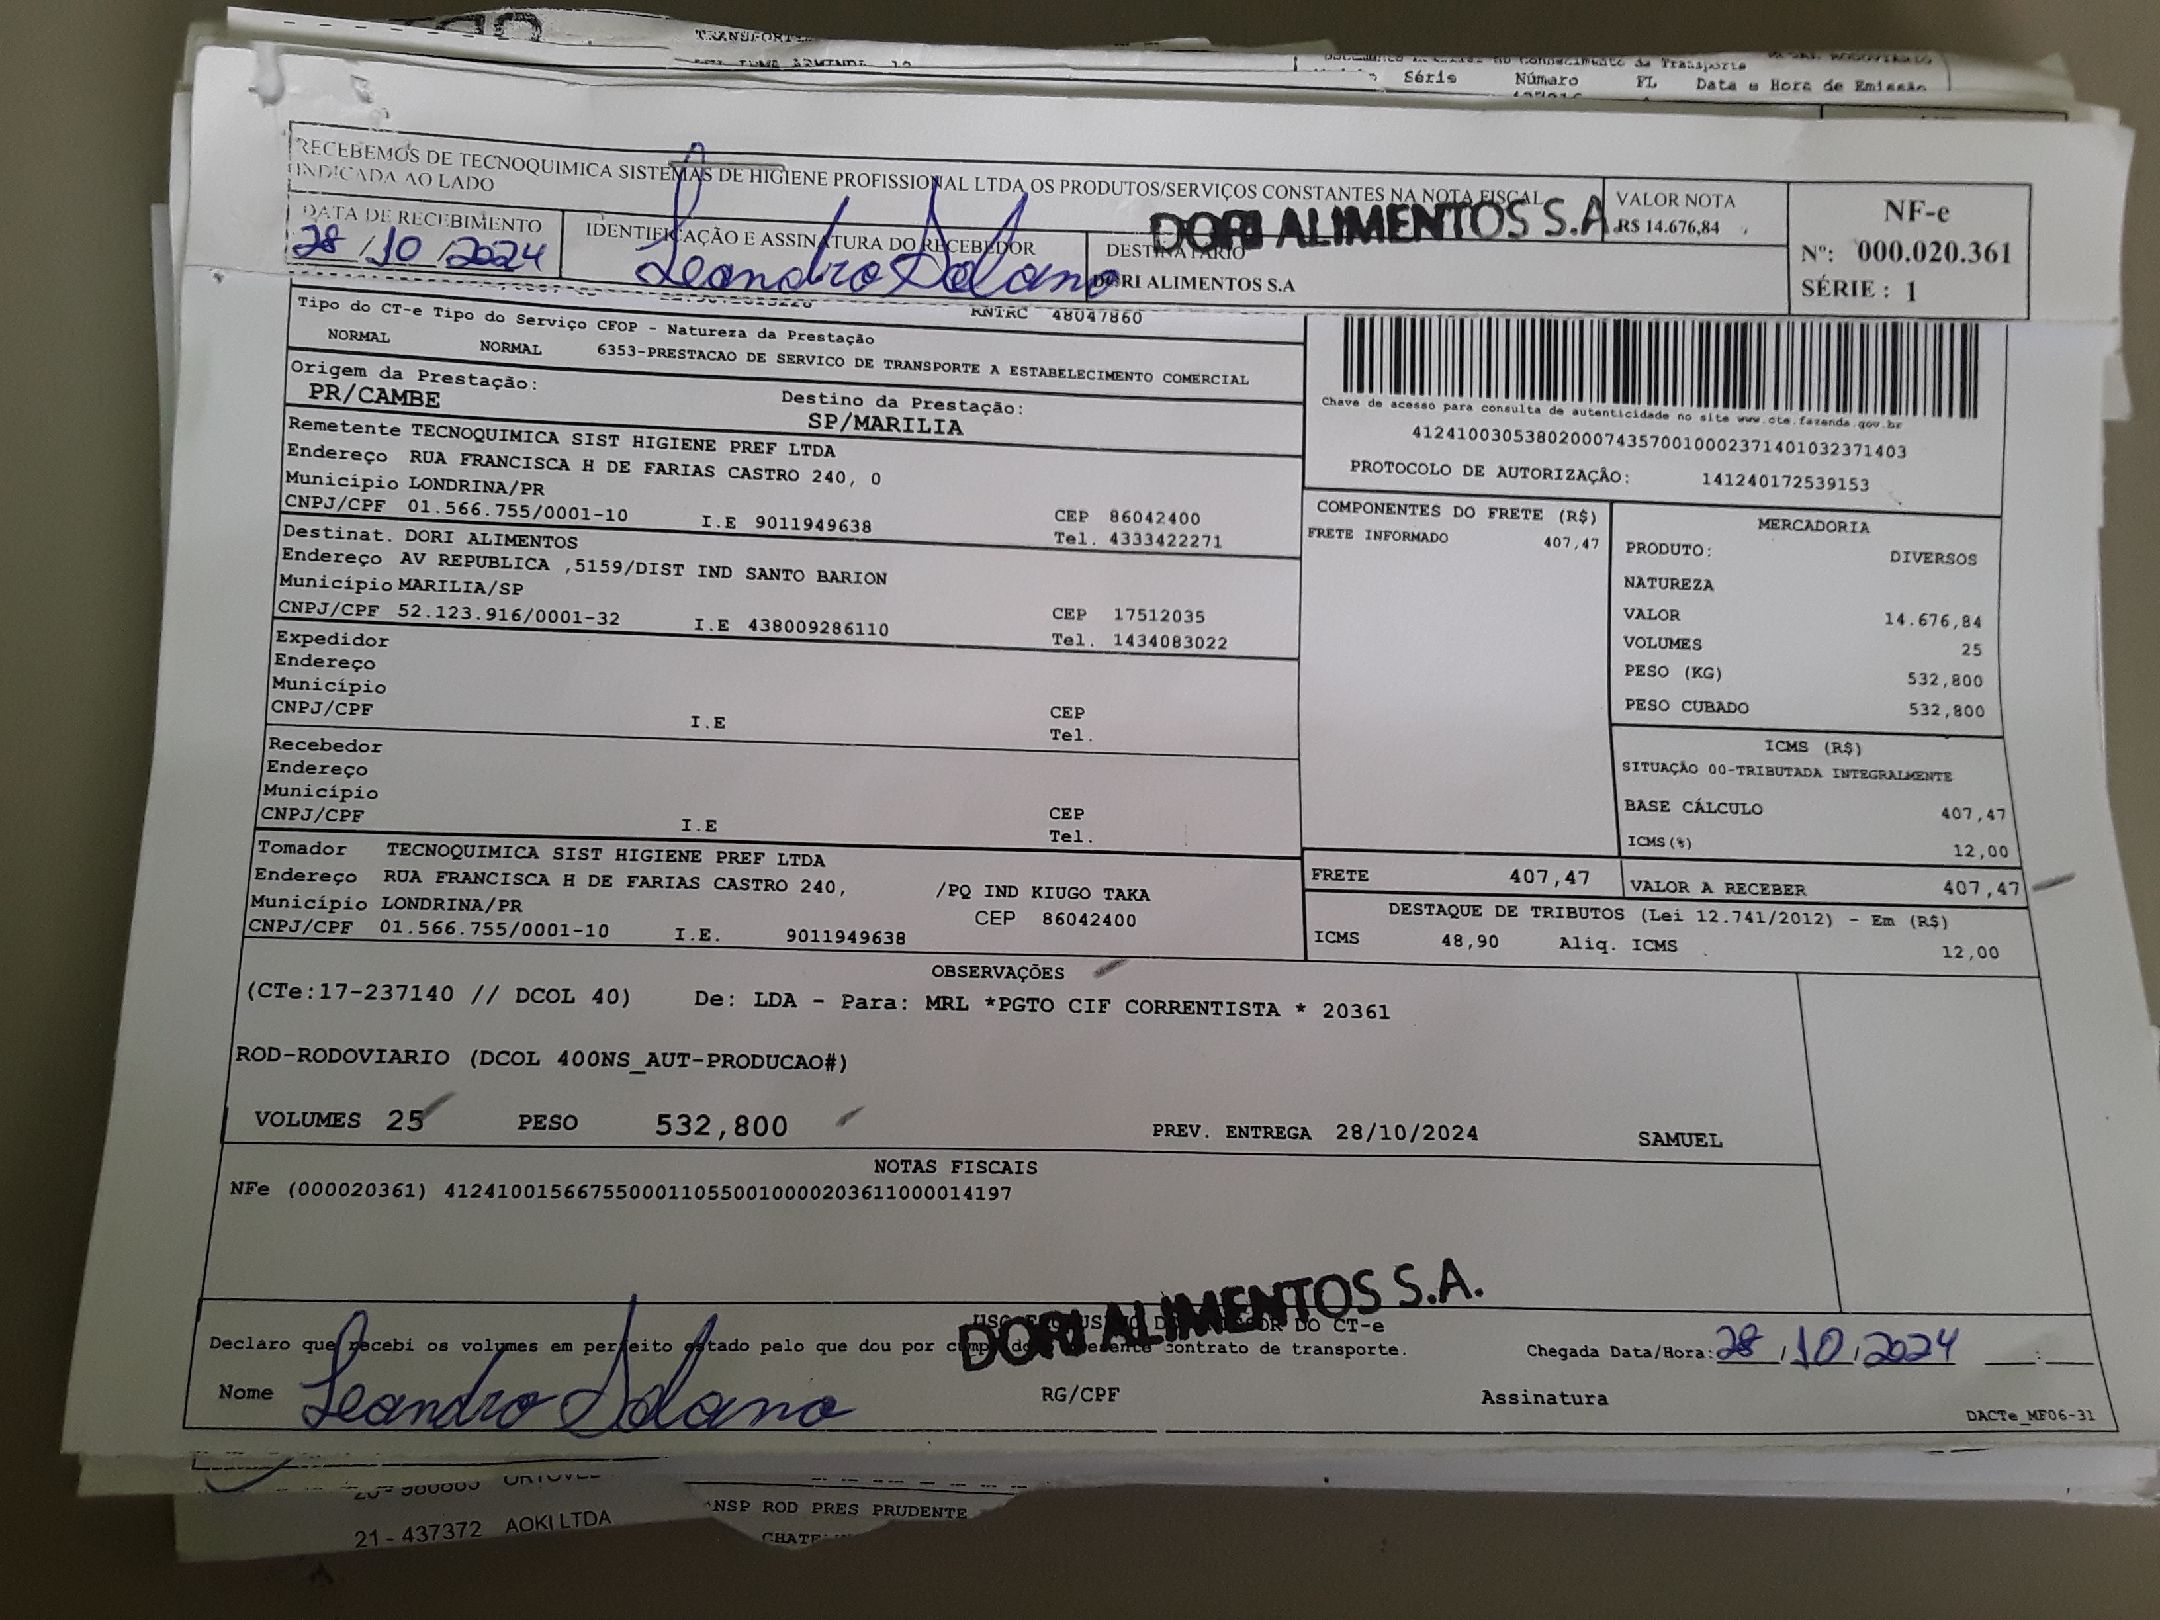 Série Número FL Data e Hora de Emissão
RECEBEMOS DE TECNOQUIMICA SISTEMAS DE HIGIENE PROFISSIONAL LTDA OS PRODUTOS/SERVIÇOS CONSTANTES NA NOTA FISCAL
INDICADA AO LADO
VALOR NOTA
R$ 14.676,84
NF-e
Nº: 000.020.361
SÉRIE : 1
DORI ALIMENTOS S.A
DATA DE RECEBIMENTO
28/10/2024
IDENTIFICAÇÃO E ASSINATURA DO RECEBEDOR
Leandro Solano
DESTINATÁRIO
DORI ALIMENTOS S.A
RNTRC 48047860
Tipo do CT-e Tipo do Serviço CFOP - Natureza da Prestação
NORMAL NORMAL 6353-PRESTACAO DE SERVICO DE TRANSPORTE A ESTABELECIMENTO COMERCIAL
Origem da Prestação: Destino da Prestação:
PR/CAMBE SP/MARILIA
Chave de acesso para consulta de autenticidade no site www.cte.fazenda.gov.br
41241003053802000743570010002371401032371403
PROTOCOLO DE AUTORIZAÇÃO: 141240172539153
Remetente TECNOQUIMICA SIST HIGIENE PREF LTDA
Endereço RUA FRANCISCA H DE FARIAS CASTRO 240, 0
Município LONDRINA/PR CEP 86042400
CNPJ/CPF 01.566.755/0001-10 I.E 9011949638 Tel. 4333422271
Destinat. DORI ALIMENTOS
Endereço AV REPUBLICA ,5159/DIST IND SANTO BARION
Município MARILIA/SP CEP 17512035
CNPJ/CPF 52.123.916/0001-32 I.E 438009286110 Tel. 1434083022
Expedidor
Endereço
Município CEP
CNPJ/CPF I.E Tel.
Recebedor
Endereço
Município CEP
CNPJ/CPF I.E Tel.
Tomador TECNOQUIMICA SIST HIGIENE PREF LTDA
Endereço RUA FRANCISCA H DE FARIAS CASTRO 240, /PQ IND KIUGO TAKA
Município LONDRINA/PR CEP 86042400
CNPJ/CPF 01.566.755/0001-10 I.E. 9011949638
COMPONENTES DO FRETE (R$)
FRETE INFORMADO 407,47
MERCADORIA
PRODUTO: DIVERSOS
NATUREZA
VALOR 14.676,84
VOLUMES 25
PESO (KG) 532,800
PESO CUBADO 532,800
ICMS (R$)
SITUAÇÃO 00-TRIBUTADA INTEGRALMENTE
BASE CÁLCULO 407,47
ICMS(%) 12,00
FRETE 407,47 VALOR A RECEBER 407,47
DESTAQUE DE TRIBUTOS (Lei 12.741/2012) - Em (R$)
ICMS 48,90 Aliq. ICMS 12,00
OBSERVAÇÕES
(CTe:17-237140 // DCOL 40) De: LDA - Para: MRL *PGTO CIF CORRENTISTA * 20361
ROD-RODOVIARIO (DCOL 400NS_AUT-PRODUCAO#)
VOLUMES 25 PESO 532,800 PREV. ENTREGA 28/10/2024 SAMUEL
NOTAS FISCAIS
NFe (000020361) 41241001566755000110550010000203611000014197
DORI ALIMENTOS S.A.
DO CT-e
Declaro que recebi os volumes em perfeito estado pelo que dou por cumprido o presente contrato de transporte.
Chegada Data/Hora: 28/10/2024 __:__
Nome Leandro Solano RG/CPF Assinatura
DACTe_MF06-31
21 - 437372 AOKI LTDA
NSP ROD PRES PRUDENTE